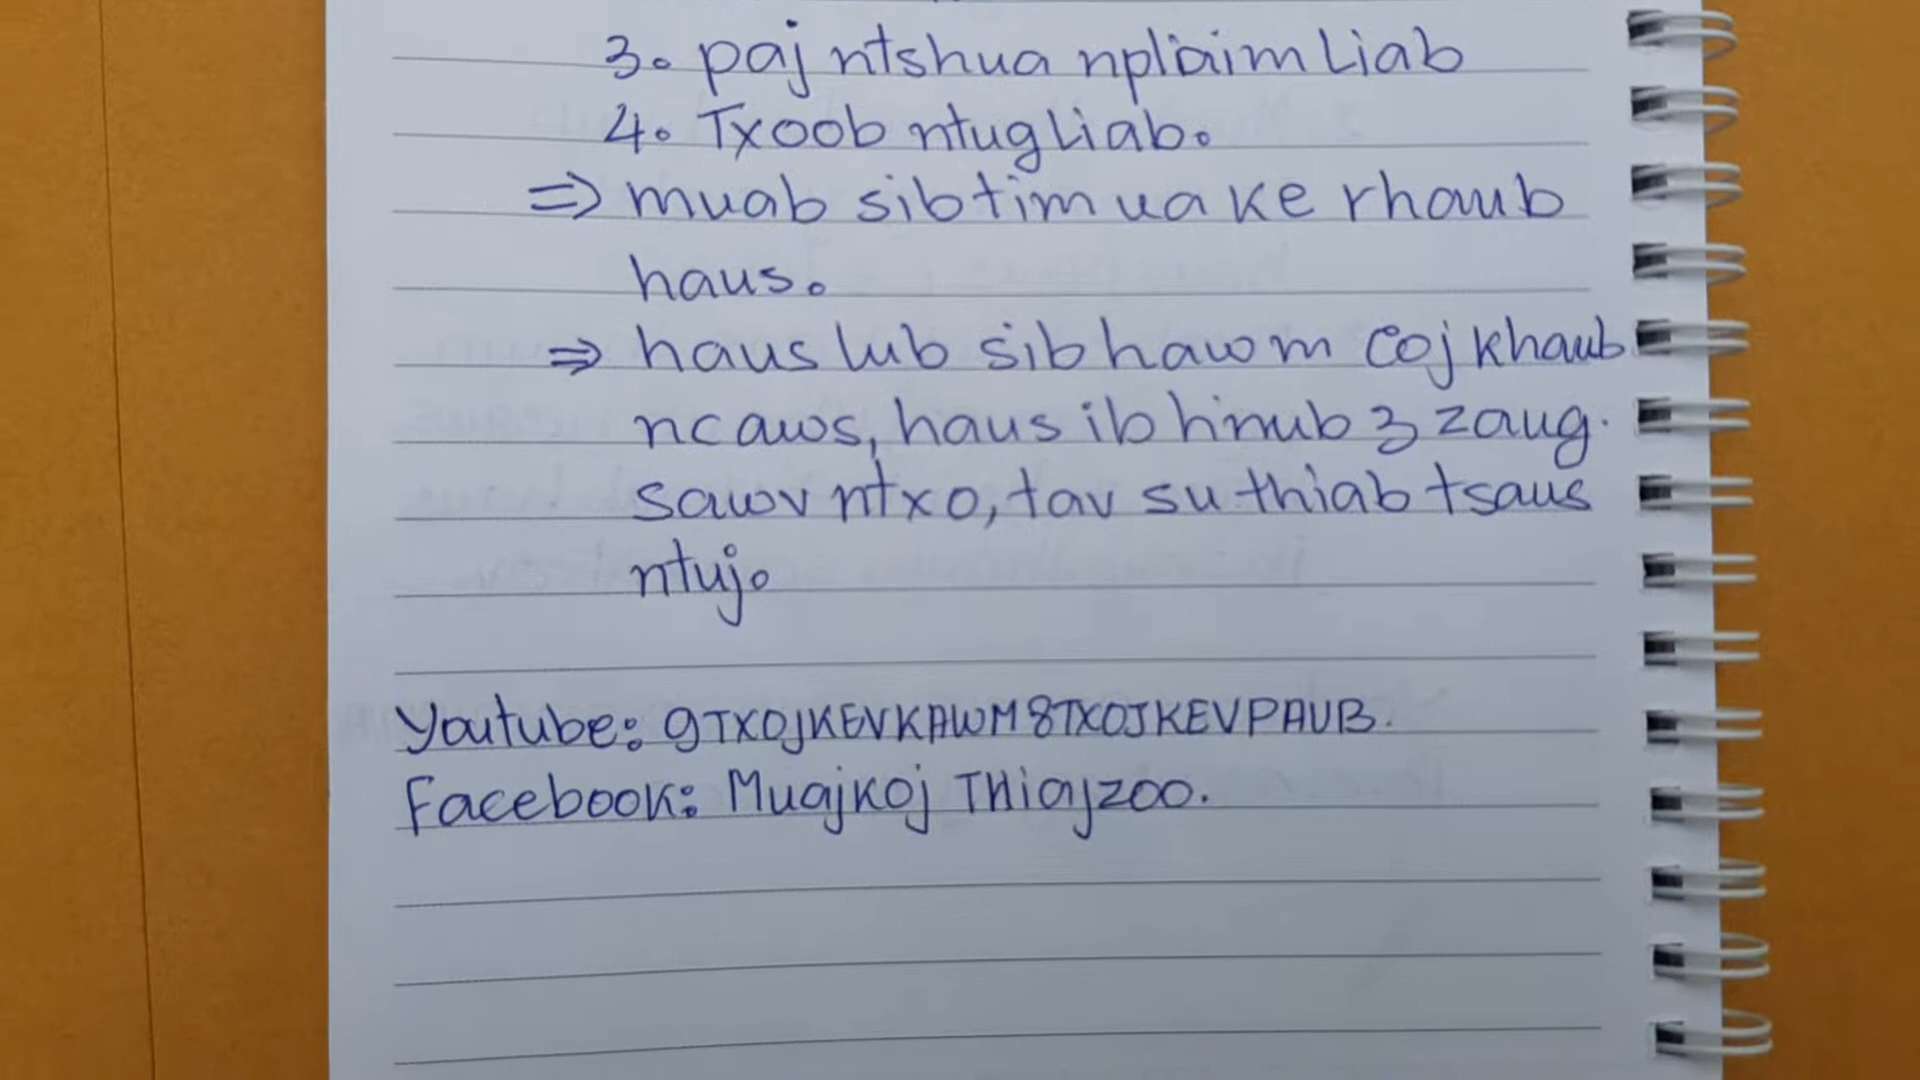 3. paj ntshua nplaim Liab
4. Txoob ntug Liab.
⇒ muab sib tim ua ke rhaub
haus.
⇒ haus lub sib hawm coj khaub
ncaws, haus ib hnub 3 zaug.
sawv ntxo, tav su thiab tsaus
ntuj.
Youtube: 9TXOJKEVKAWM8TXOJKEVPAUB.
Facebook: Muajkoj THiajzoo.